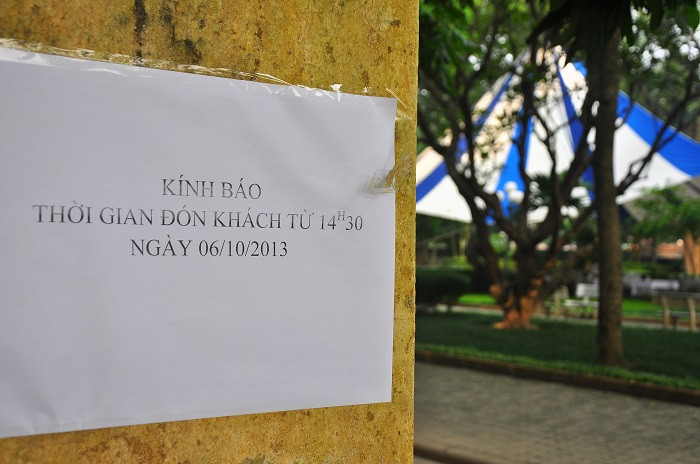 KÍNH BÁO
THỜI GIAN ĐÓN KHÁCH TỪ 14H30
NGÀY 06/10/2013